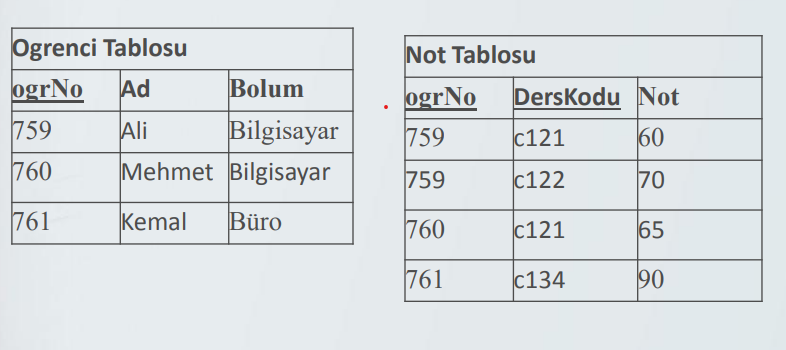 Ogrenci Tablosu
ogrNo Ad Bolum
759 Ali Bilgisayar
760 Mehmet Bilgisayar
761 Kemal Büro
Not Tablosu
ogrNo DersKodu Not
759 c121 60
759 c122 70
760 c121 65
761 c134 90